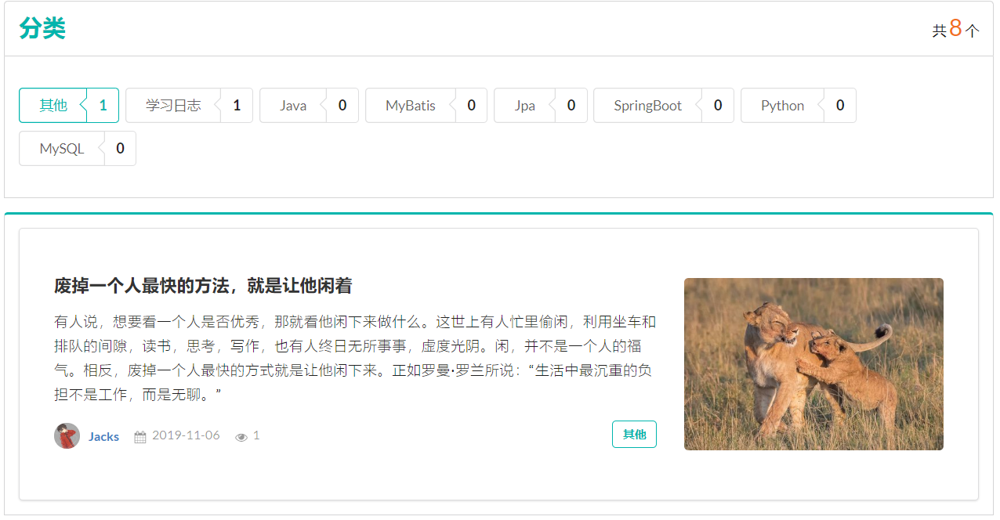 分类
共8个
其他 1 学习日志 1 Java 0 MyBatis 0 Jpa 0 SpringBoot 0 Python 0
MySQL 0
废掉一个人最快的方法，就是让他闲着
有人说，想要看一个人是否优秀，那就看他闲下来做什么。这世上有人忙里偷闲，利用坐车和
排队的间隙，读书，思考，写作，也有人终日无所事事，虚度光阴。闲，并不是一个人的福
气。相反，废掉一个人最快的方式就是让他闲下来。正如罗曼·罗兰所说：“生活中最沉重的负
担不是工作，而是无聊。”
Jacks 2019-11-06 1 其他